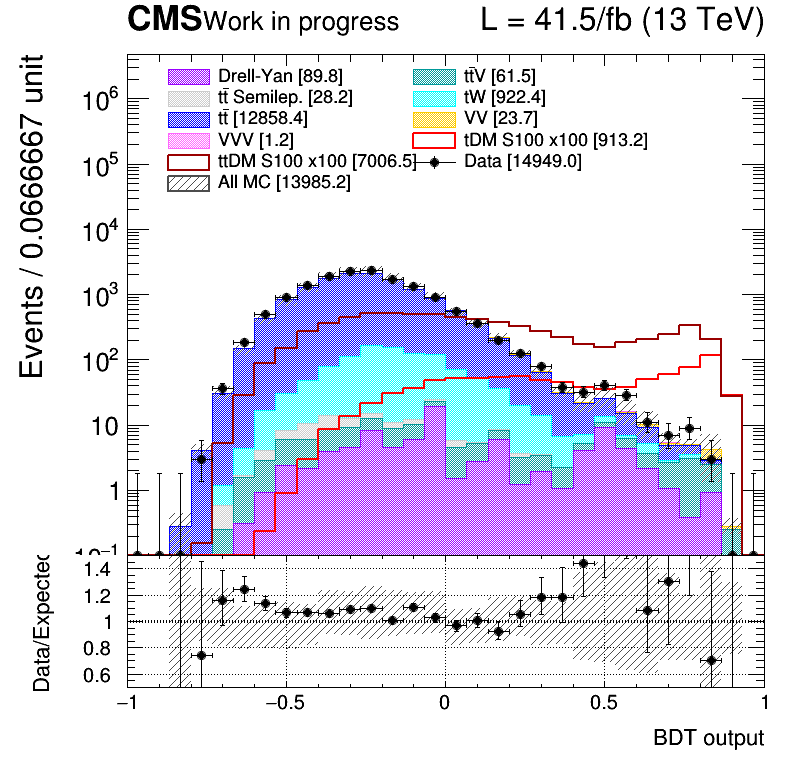 CMS Work in progress L = 41.5/fb (13 TeV)
Events / 0.0666667 unit
Drell-Yan [89.8] tt̄V [61.5]
tt̄ Semilep. [28.2] tW [922.4]
tt̄ [12858.4] VV [23.7]
VVV [1.2] tDM S100 x100 [913.2]
ttDM S100 x100 [7006.5] Data [14949.0]
All MC [13985.2]
10⁶
10⁵
10⁴
10³
10²
10
1
10⁻¹
Data/Expected
1.4
1.2
1
0.8
0.6
−1 −0.5 0 0.5 1
BDT output